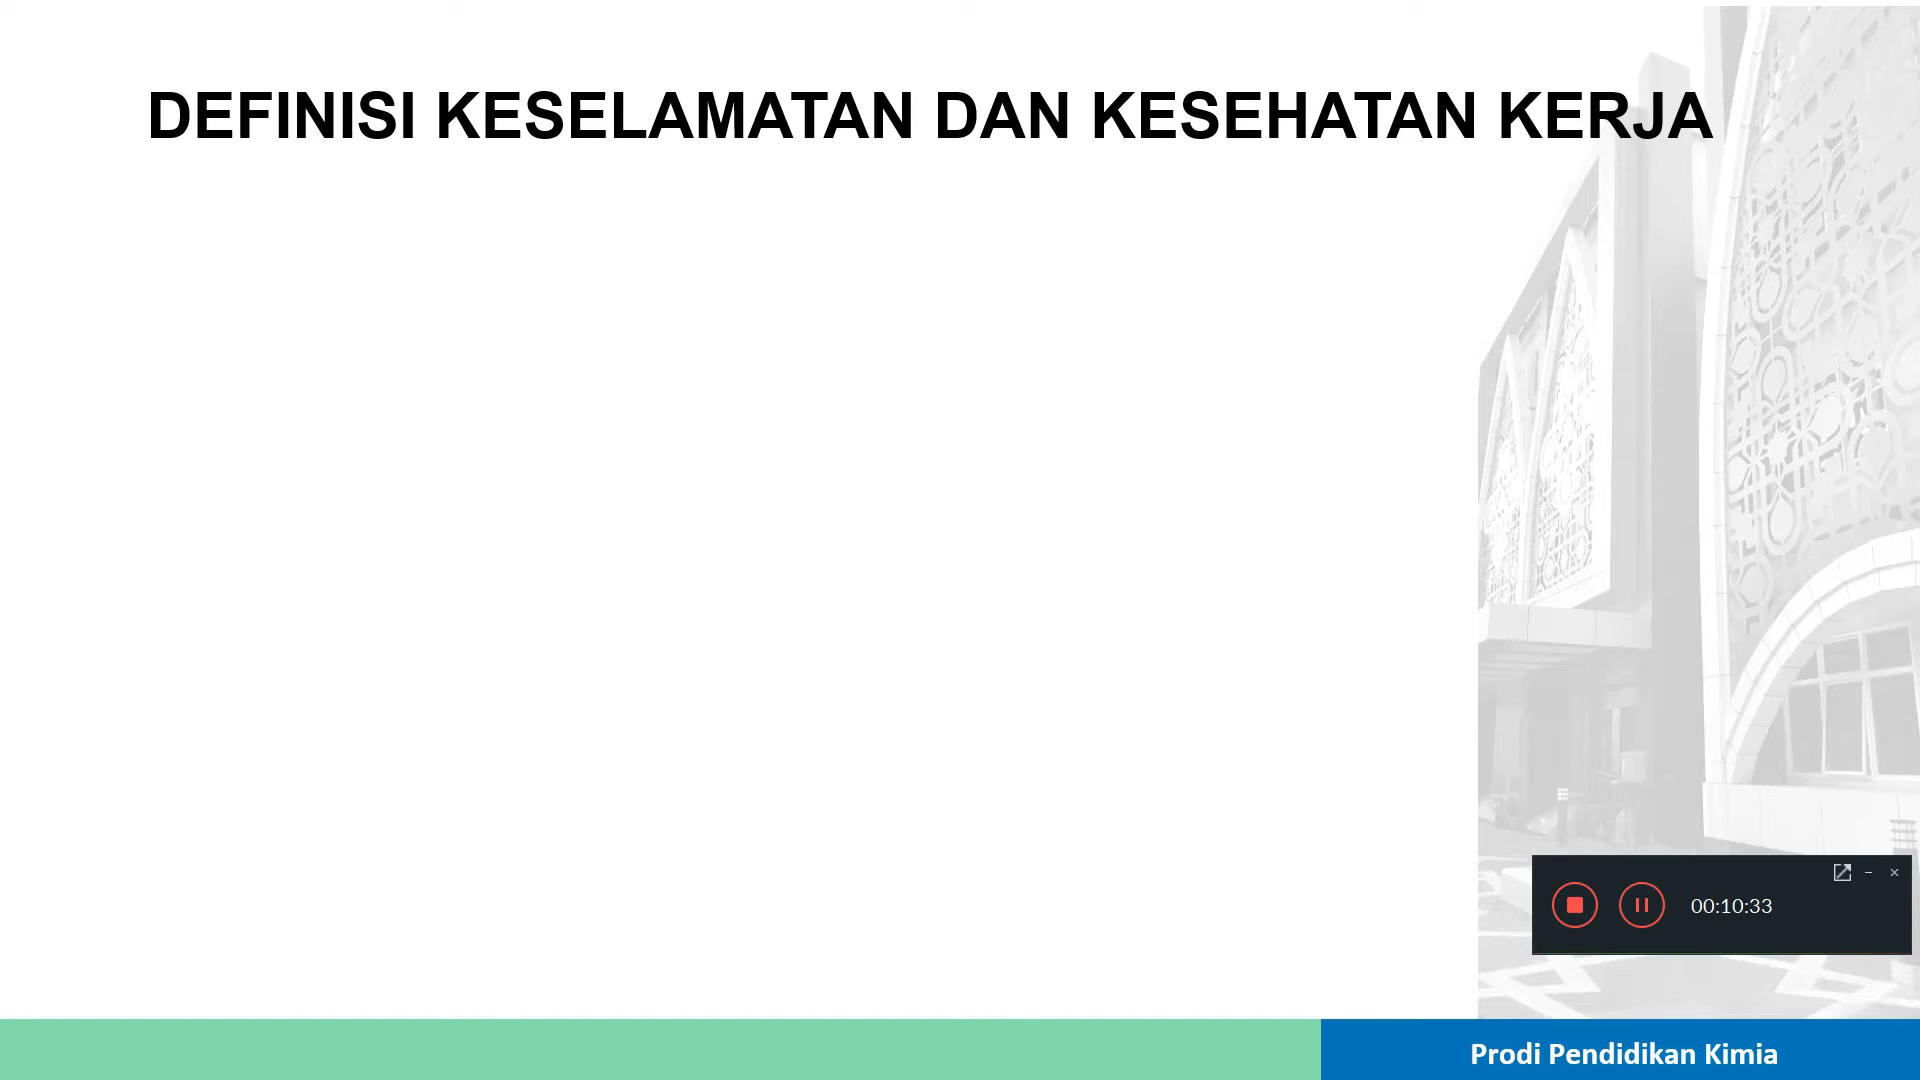 DEFINISI KESELAMATAN DAN KESEHATAN KERJA
00:10:33
Prodi Pendidikan Kimia